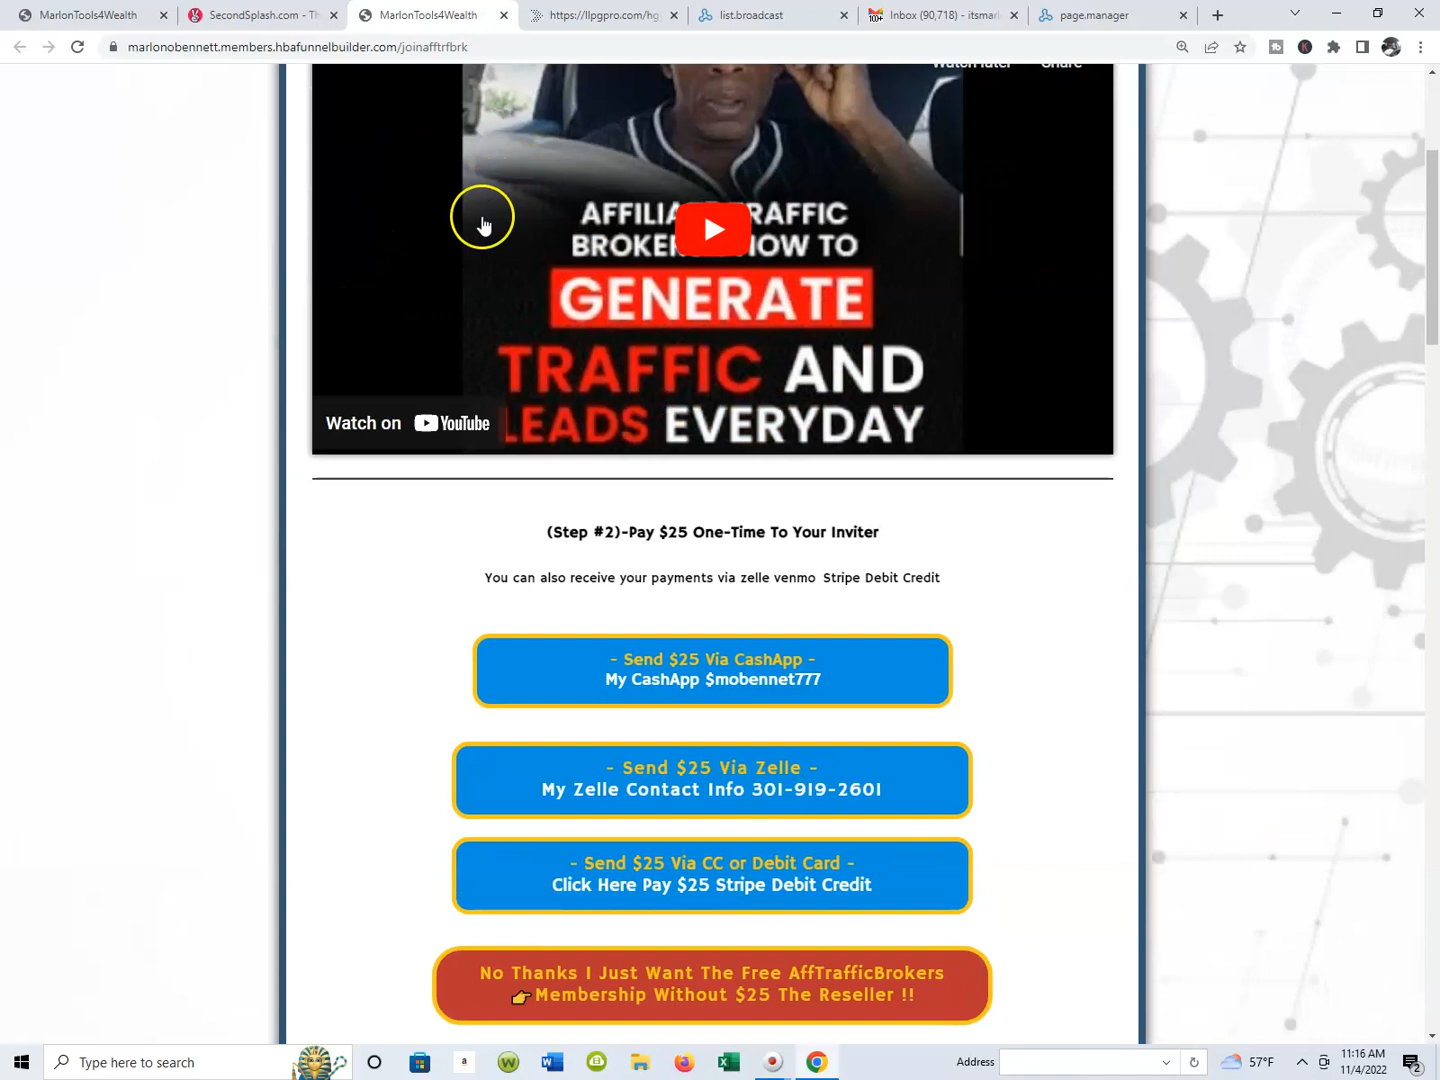 MarlonTools4Wealth
SecondSplash.com - Th
MarlonTools4Wealth
https://llpgpro.com/hg
list.broadcast
Inbox (90,718) - itsmarl
page.manager
marlonobennett.members.hbafunnelbuilder.com/joinafftrfbrk
Watch later Share
GENERATE
TRAFFIC AND
LEADS EVERYDAY
Watch on YouTube
(Step #2)-Pay $25 One-Time To Your Inviter
You can also receive your payments via zelle venmo Stripe Debit Credit
- Send $25 Via CashApp -
My CashApp $mobennet777
- Send $25 Via Zelle -
My Zelle Contact Info 301-919-2601
- Send $25 Via CC or Debit Card -
Click Here Pay $25 Stripe Debit Credit
No Thanks I Just Want The Free AffTrafficBrokers
👉Membership Without $25 The Reseller !!
Type here to search
Address
57°F
11:16 AM
11/4/2022